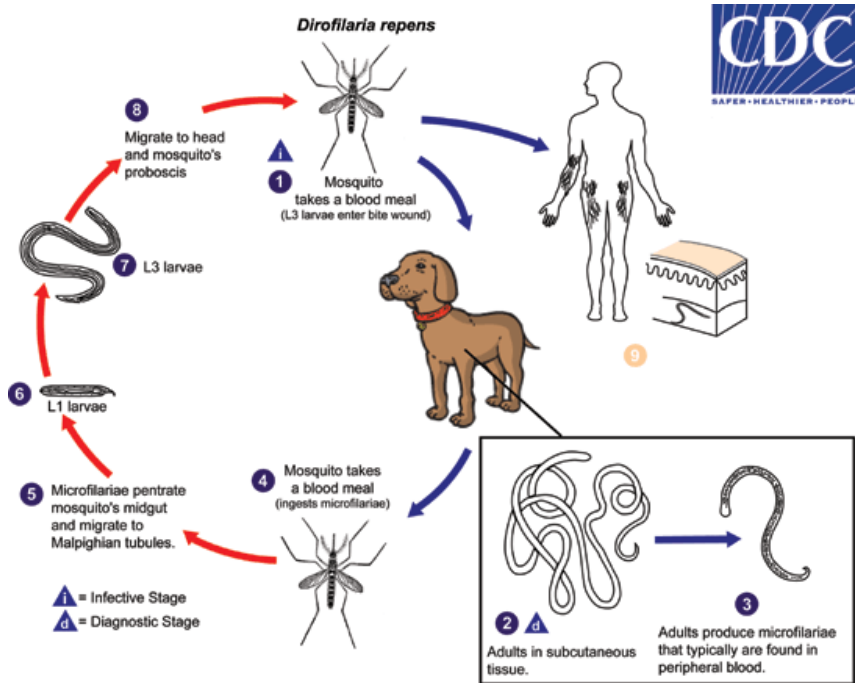 Dirofilaria repens
CDC
SAFER • HEALTHIER • PEOPLE
8
Migrate to head
and mosquito's
proboscis
i
1
Mosquito
takes a blood meal
(L3 larvae enter bite wound)
7
L3 larvae
9
6
L1 larvae
5
Microfilariae pentrate
mosquito's midgut
and migrate to
Malpighian tubules.
4
Mosquito takes
a blood meal
(ingests microfilariae)
i = Infective Stage
d = Diagnostic Stage
2
d
Adults in subcutaneous
tissue.
3
Adults produce microfilariae
that typically are found in
peripheral blood.